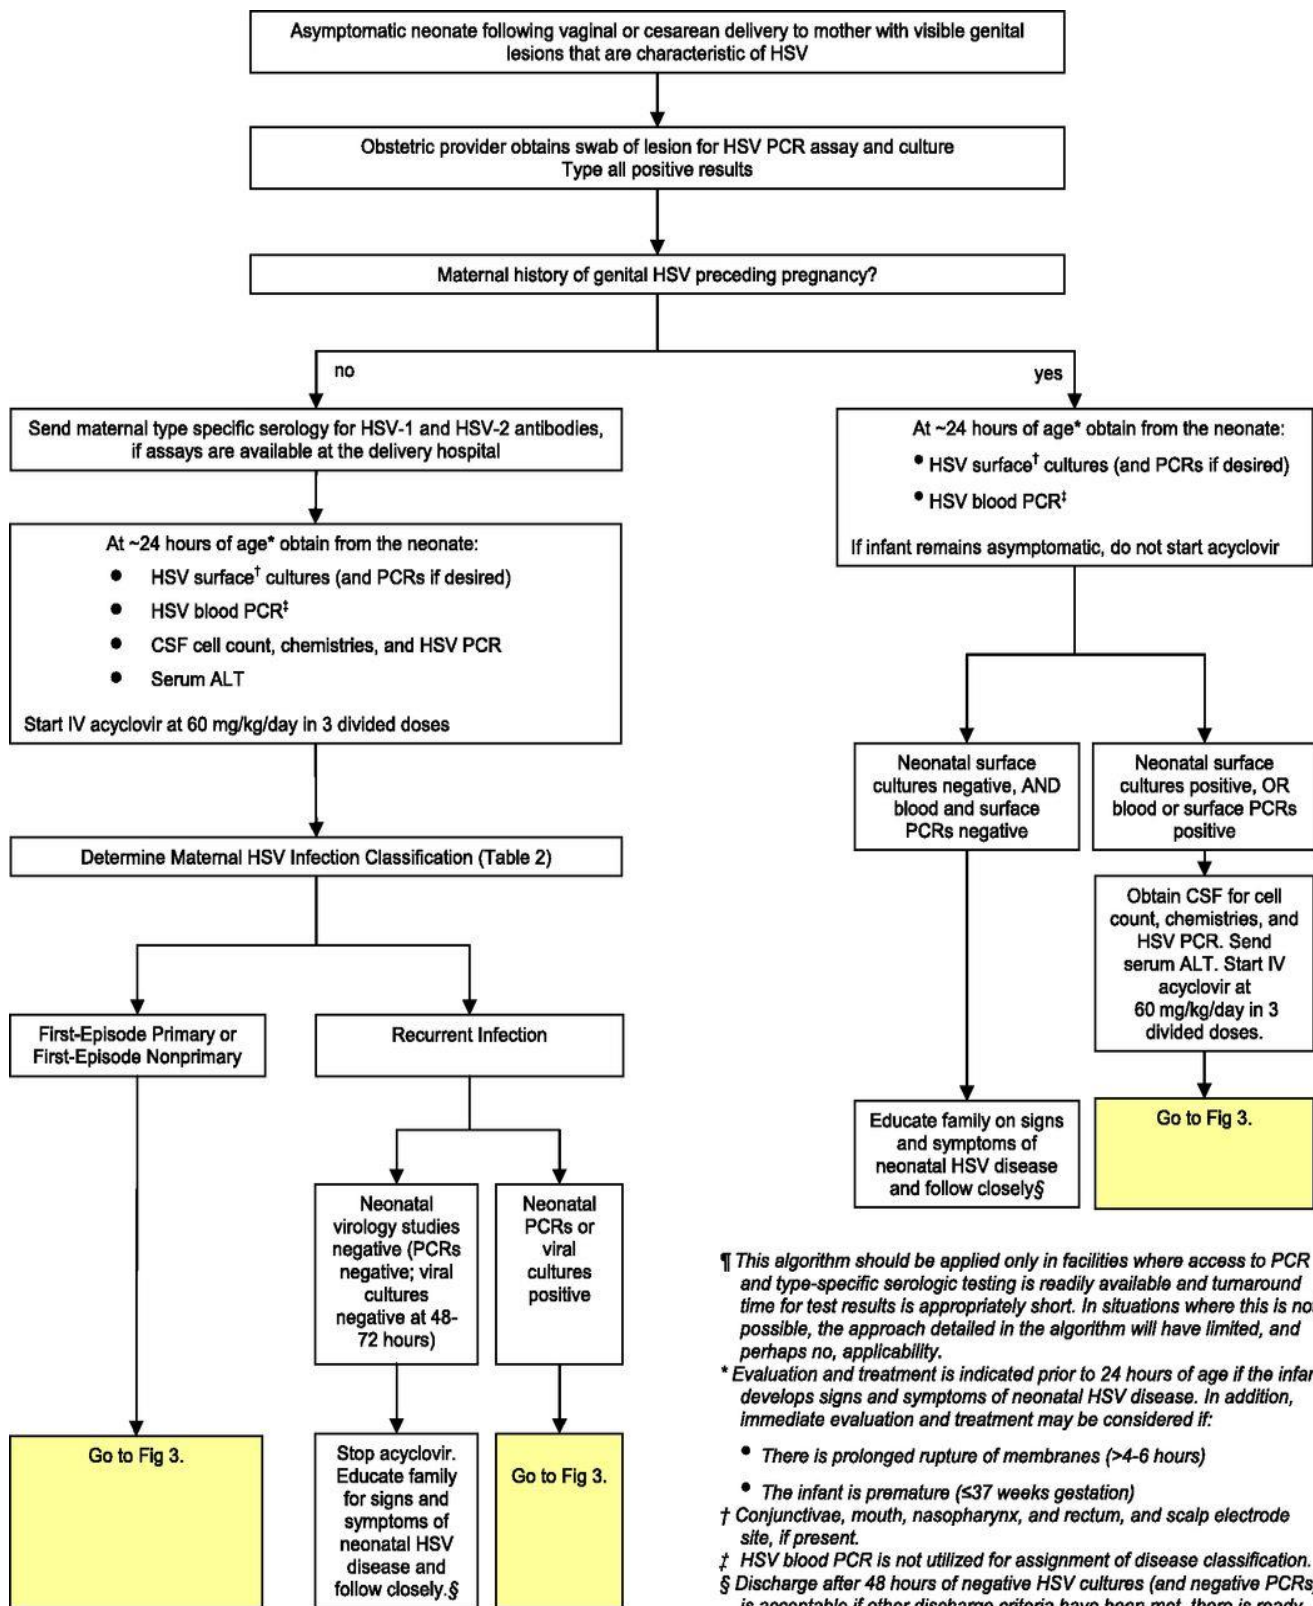 Asymptomatic neonate following vaginal or cesarean delivery to mother with visible genital
lesions that are characteristic of HSV
Obstetric provider obtains swab of lesion for HSV PCR assay and culture
Type all positive results
Maternal history of genital HSV preceding pregnancy?
no
Send maternal type specific serology for HSV-1 and HSV-2 antibodies,
if assays are available at the delivery hospital
At ~24 hours of age* obtain from the neonate:
• HSV surface† cultures (and PCRs if desired)
• HSV blood PCR‡
• CSF cell count, chemistries, and HSV PCR
• Serum ALT
Start IV acyclovir at 60 mg/kg/day in 3 divided doses
Determine Maternal HSV Infection Classification (Table 2)
First-Episode Primary or
First-Episode Nonprimary
Go to Fig 3.
Recurrent Infection
Neonatal
virology studies
negative (PCRs
negative; viral
cultures
negative at 48-
72 hours)
Stop acyclovir.
Educate family
for signs and
symptoms of
neonatal HSV
disease and
follow closely.§
Neonatal
PCRs or
viral
cultures
positive
Go to Fig 3.
yes
At ~24 hours of age* obtain from the neonate:
• HSV surface† cultures (and PCRs if desired)
• HSV blood PCR‡
If infant remains asymptomatic, do not start acyclovir
Neonatal surface
cultures negative, AND
blood and surface
PCRs negative
Educate family on signs
and symptoms of
neonatal HSV disease
and follow closely§
Neonatal surface
cultures positive, OR
blood or surface PCRs
positive
Obtain CSF for cell
count, chemistries, and
HSV PCR. Send
serum ALT. Start IV
acyclovir at
60 mg/kg/day in 3
divided doses.
Go to Fig 3.
¶ This algorithm should be applied only in facilities where access to PCR
and type-specific serologic testing is readily available and turnaround
time for test results is appropriately short. In situations where this is
possible, the approach detailed in the algorithm will have limited, and
perhaps no, applicability.
* Evaluation and treatment is indicated prior to 24 hours of age if the
develops signs and symptoms of neonatal HSV disease. In addition,
immediate evaluation and treatment may be considered if:
• There is prolonged rupture of membranes (>4-6 hours)
• The infant is premature (≤37 weeks gestation)
† Conjunctivae, mouth, nasopharynx, and rectum, and scalp electrode
site, if present.
‡ HSV blood PCR is not utilized for assignment of disease classification.
§ Discharge after 48 hours of negative HSV cultures (and negative PCRs)
is acceptable if other discharge criteria have been met, there is ready